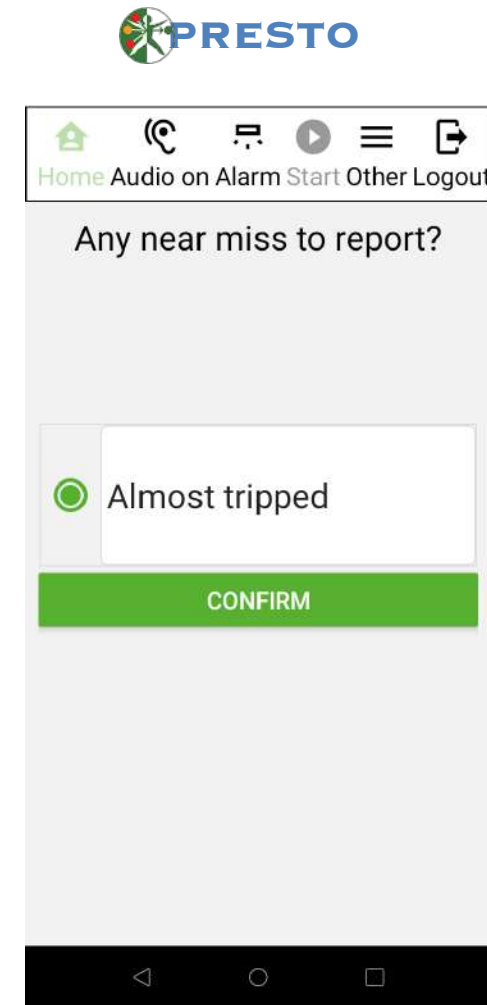 PRESTO
Home Audio on Alarm Start Other Logout
Any near miss to report?
Almost tripped
CONFIRM